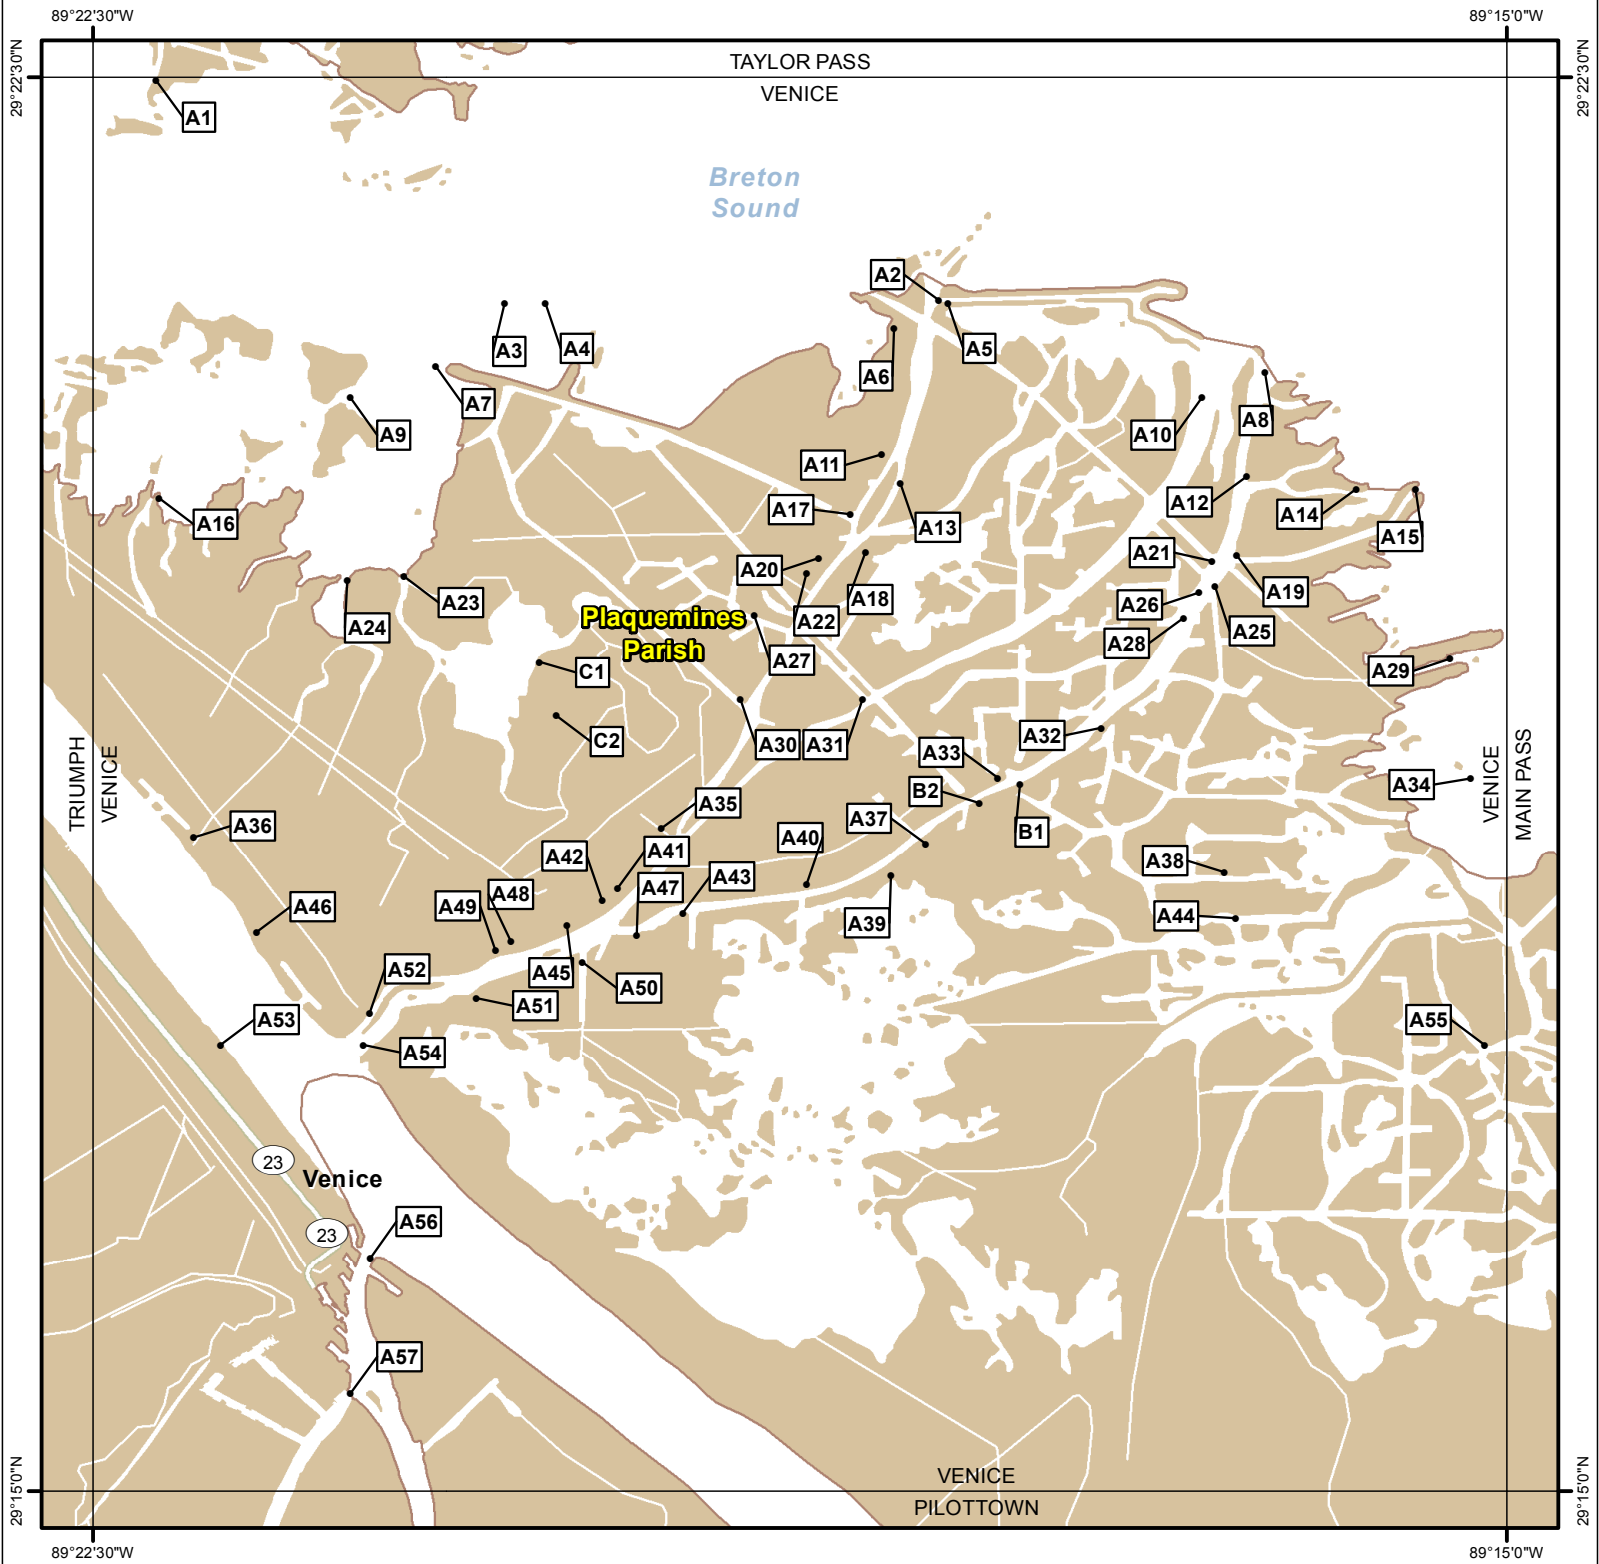 89°22'30"W
89°15'0"W
29°22'30"N
29°22'30"N
TAYLOR PASS
VENICE
A1
Breton
Sound
A2
A3
A4
A5
A6
A7
A8
A9
A10
A11
A12
A13
A14
A15
A16
A17
A18
A19
A20
A21
A22
A23
A24
A25
A26
Plaquemines
Parish
A27
A28
A29
C1
C2
A30
A31
A32
A33
A34
B2
B1
TRIUMPH
VENICE
VENICE
MAIN PASS
A35
A36
A37
A38
A39
A40
A41
A42
A43
A44
A45
A46
A47
A48
A49
A50
A51
A52
A53
A54
A55
23
Venice
23
A56
A57
VENICE
PILOTTOWN
29°15'0"N
29°15'0"N
89°22'30"W
89°15'0"W